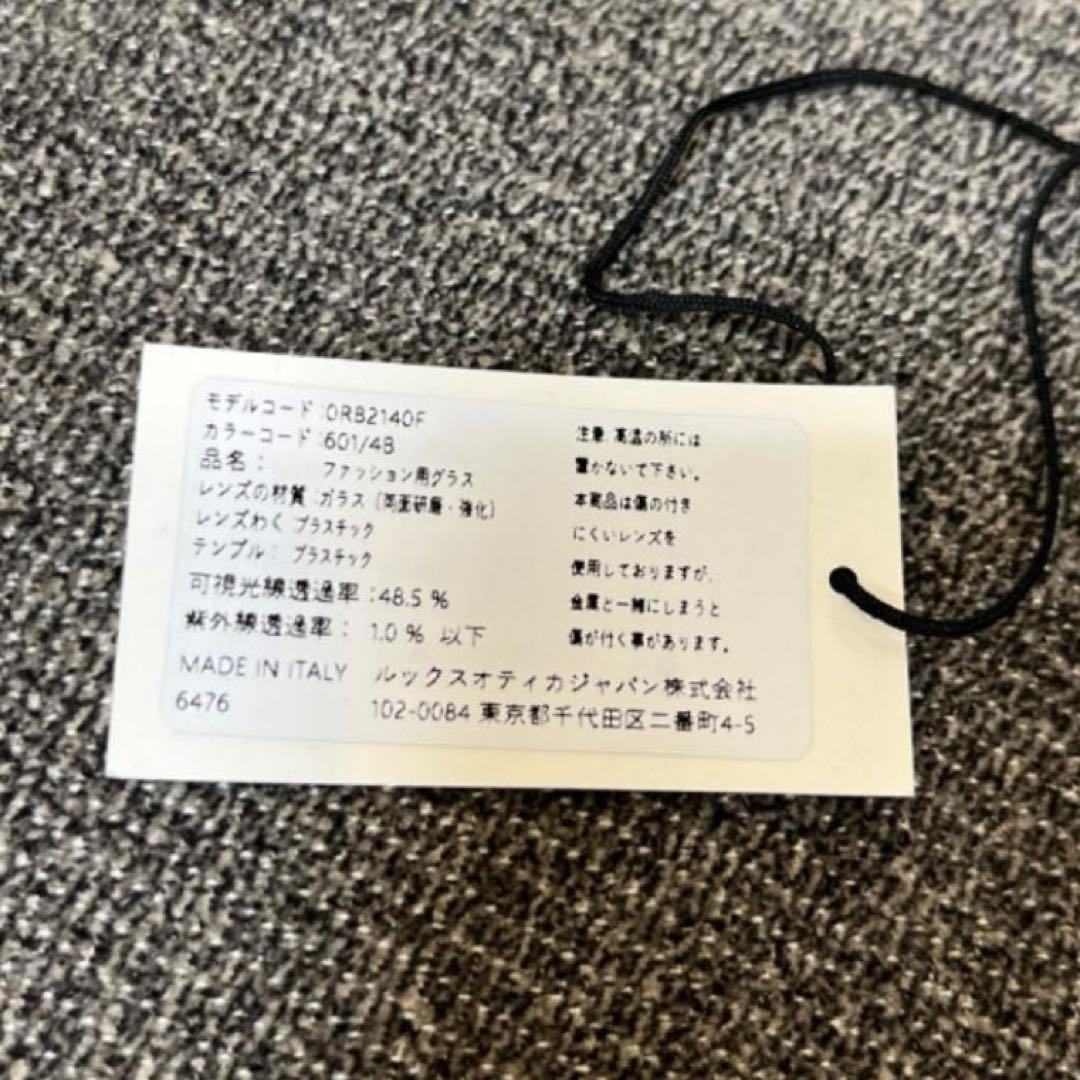 モデルコード :0RB2140F
カラーコード :601/4B
品名： ファッション用グラス
レンズの材質 :ガラス（両面研磨・強化）
レンズわく プラスチック
テンプル： プラスチック
可視光線透過率 :48.5 %
紫外線透過率： 1.0 % 以下
MADE IN ITALY ルックスオティカジャパン株式会社
6476 102-0084 東京都千代田区二番町4-5
注意 高温の所には
置かないで下さい。
本商品は傷の付き
にくいレンズを
使用しておりますが、
金属と一緒にしまうと
傷が付く事があります。